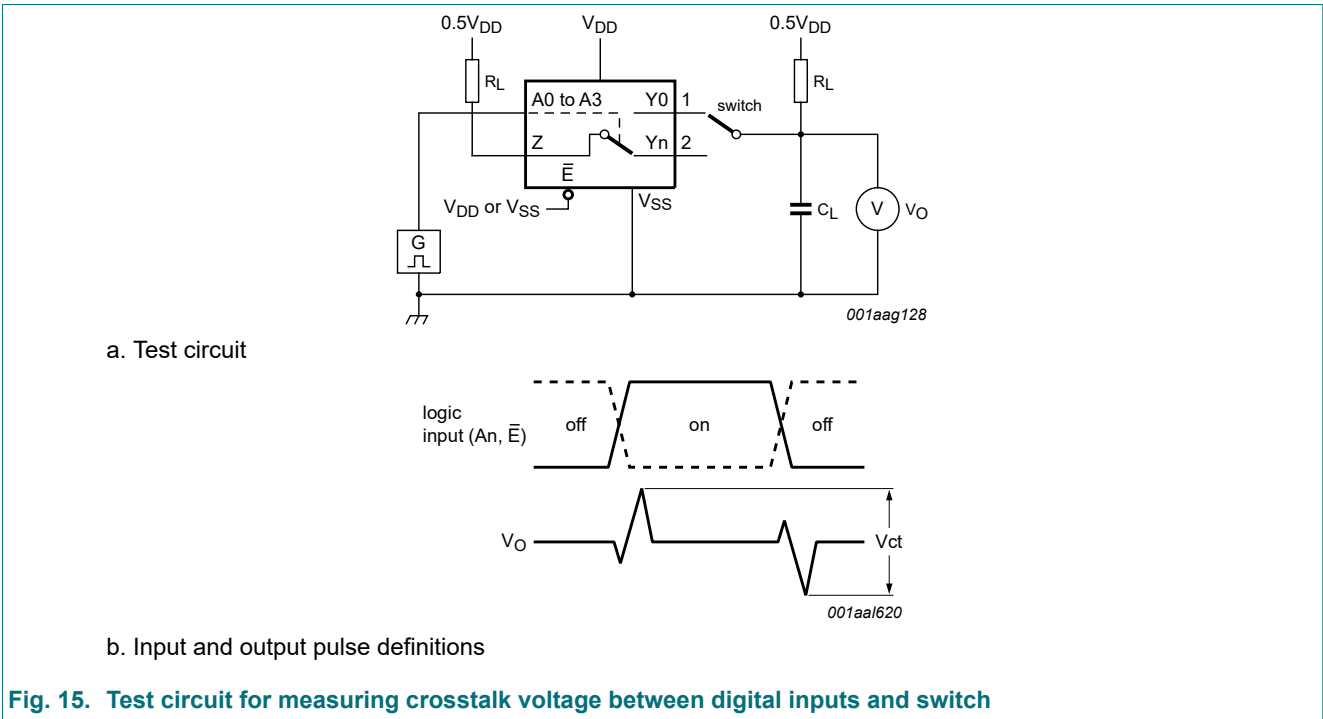 0.5VDD VDD 0.5VDD
RL RL
A0 to A3 Y0 1 switch
Z Yn 2
E̅
VDD or VSS VSS
CL V VO
G
001aag128
a. Test circuit
logic
input (An, E̅) off on off
VO Vct
001aal620
b. Input and output pulse definitions
Fig. 15. Test circuit for measuring crosstalk voltage between digital inputs and switch